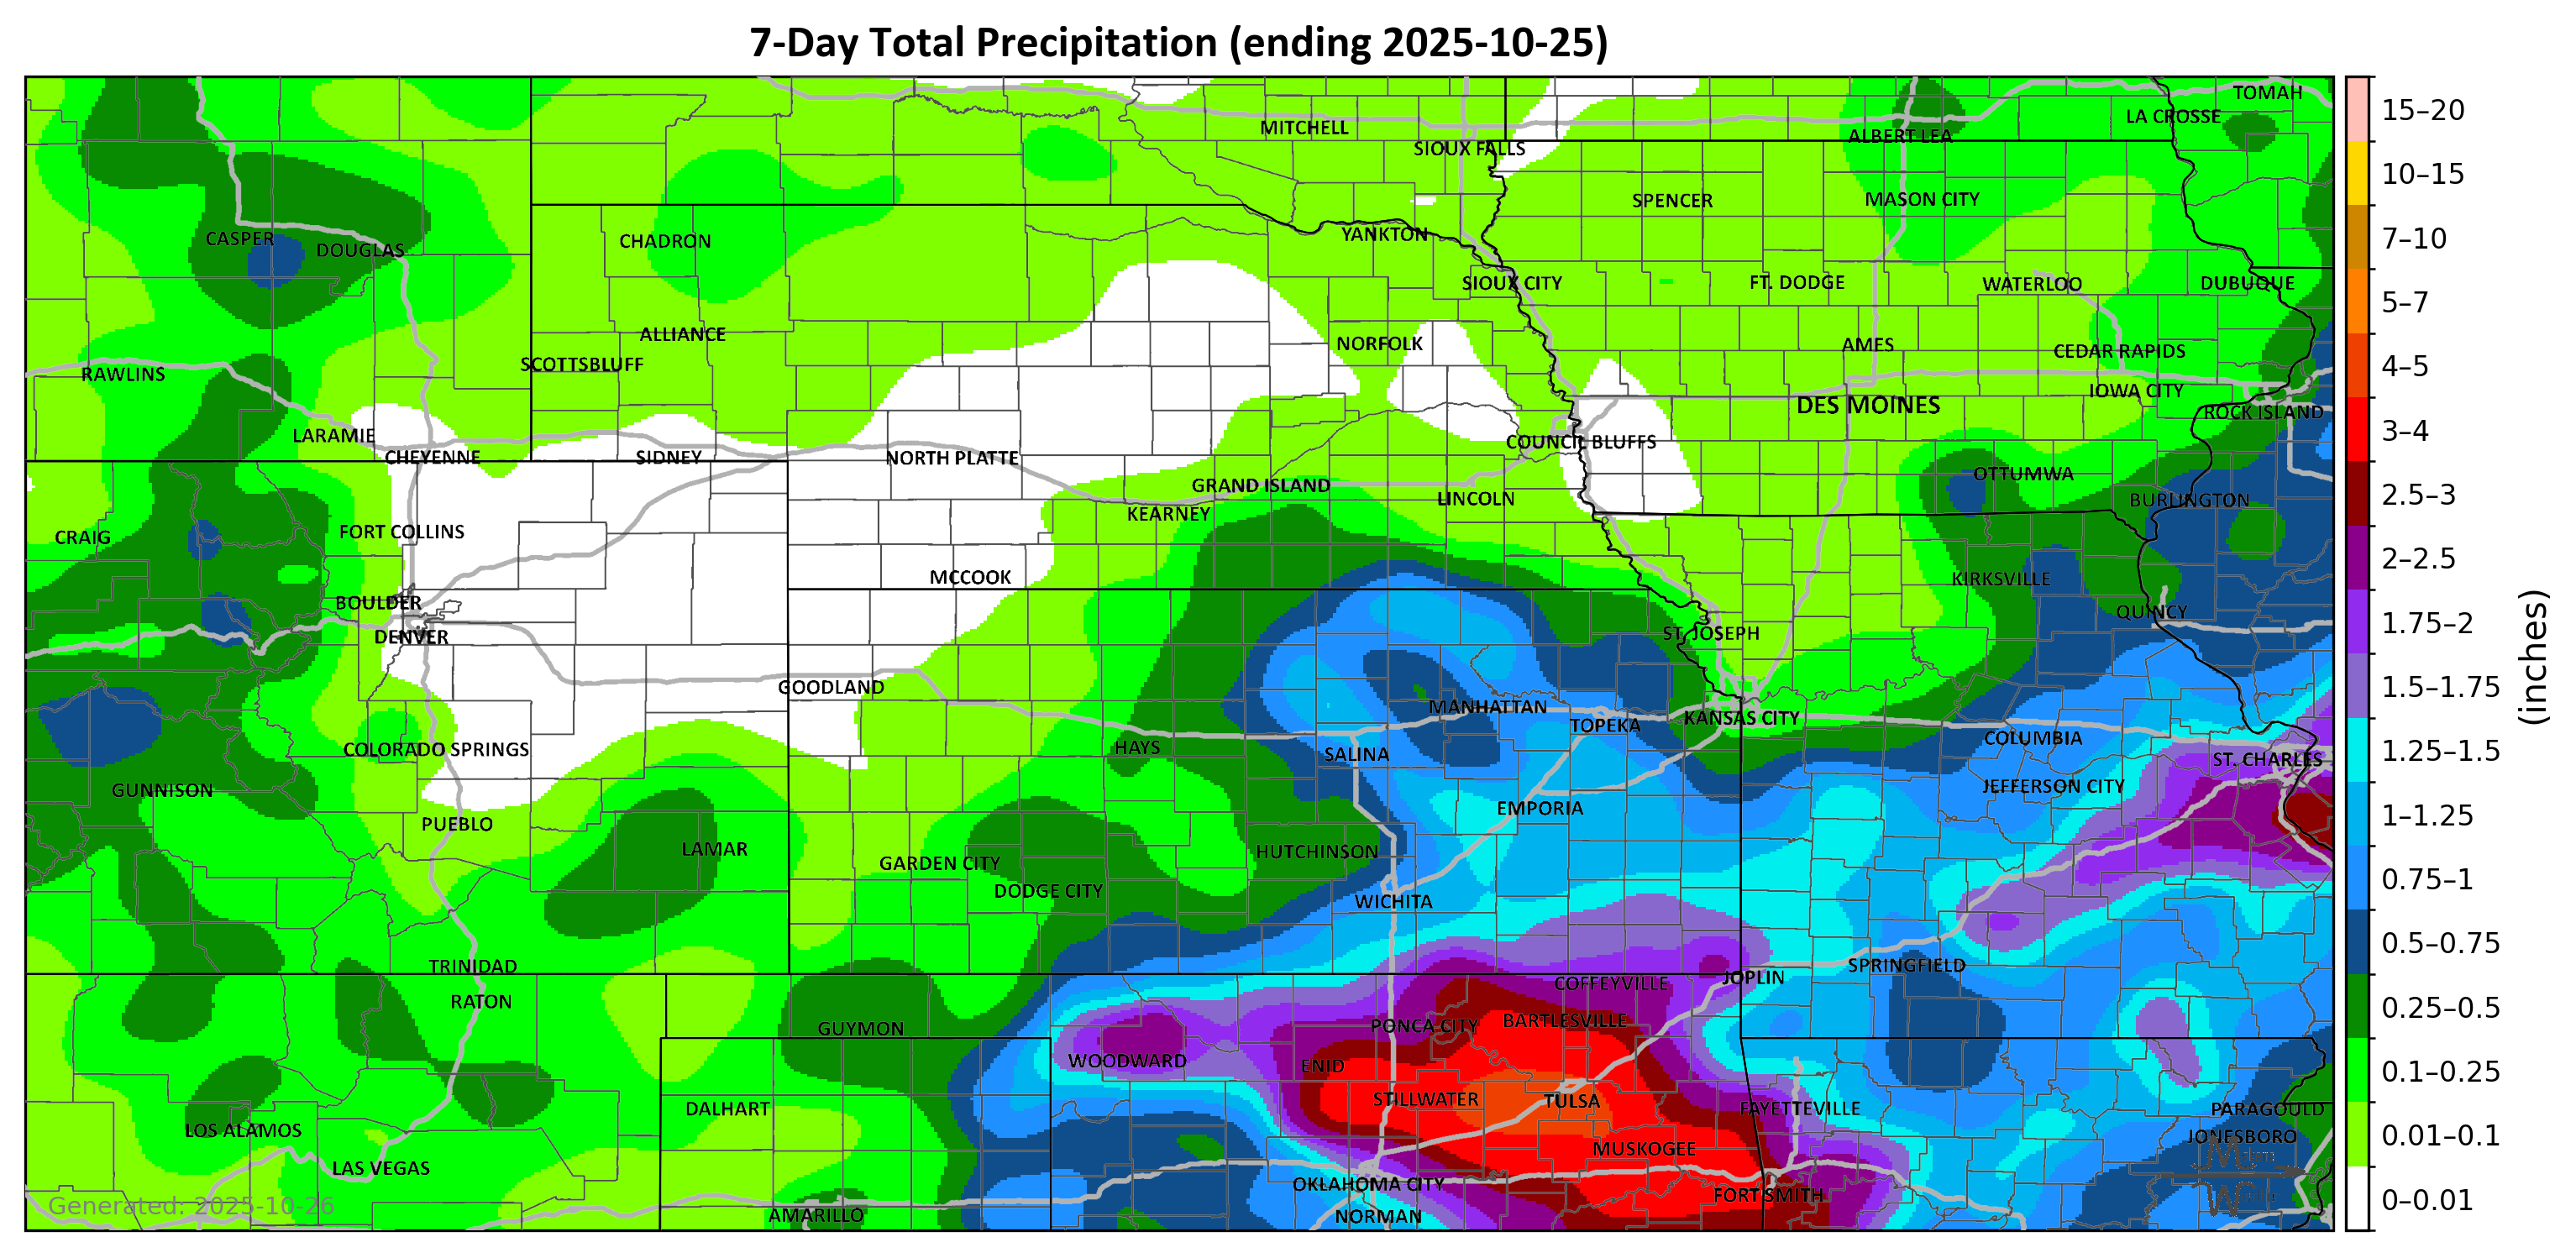 7-Day Total Precipitation (ending 2025-10-25)
TOMAH
LA CROSSE
MITCHELL
ALBERT LEA
SIOUX FALLS
SPENCER
MASON CITY
YANKTON
CASPER
CHADRON
DOUGLAS
SIOUX CITY
FT. DODGE
WATERLOO
DUBUQUE
ALLIANCE
NORFOLK
AMES
CEDAR RAPIDS
SCOTTSBLUFF
RAWLINS
IOWA CITY
DES MOINES
ROCK ISLAND
LARAMIE
COUNCIL BLUFFS
CHEYENNE
SIDNEY
NORTH PLATTE
OTTUMWA
GRAND ISLAND
LINCOLN
BURLINGTON
KEARNEY
FORT COLLINS
CRAIG
MCCOOK
KIRKSVILLE
BOULDER
QUINCY
DENVER
ST. JOSEPH
GOODLAND
MANHATTAN
KANSAS CITY
TOPEKA
COLUMBIA
COLORADO SPRINGS
HAYS
SALINA
ST. CHARLES
GUNNISON
JEFFERSON CITY
EMPORIA
PUEBLO
LAMAR
HUTCHINSON
GARDEN CITY
DODGE CITY
WICHITA
TRINIDAD
SPRINGFIELD
JOPLIN
COFFEYVILLE
RATON
BARTLESVILLE
PONCA CITY
GUYMON
WOODWARD
ENID
STILLWATER
TULSA
DALHART
FAYETTEVILLE
PARAGOULD
LOS ALAMOS
JONESBORO
MUSKOGEE
LAS VEGAS
OKLAHOMA CITY
FORT SMITH
Generated: 2025-10-26
AMARILLO
NORMAN
15–20
10–15
7–10
5–7
4–5
3–4
2.5–3
2–2.5
1.75–2
1.5–1.75
1.25–1.5
1–1.25
0.75–1
0.5–0.75
0.25–0.5
0.1–0.25
0.01–0.1
0–0.01
(inches)